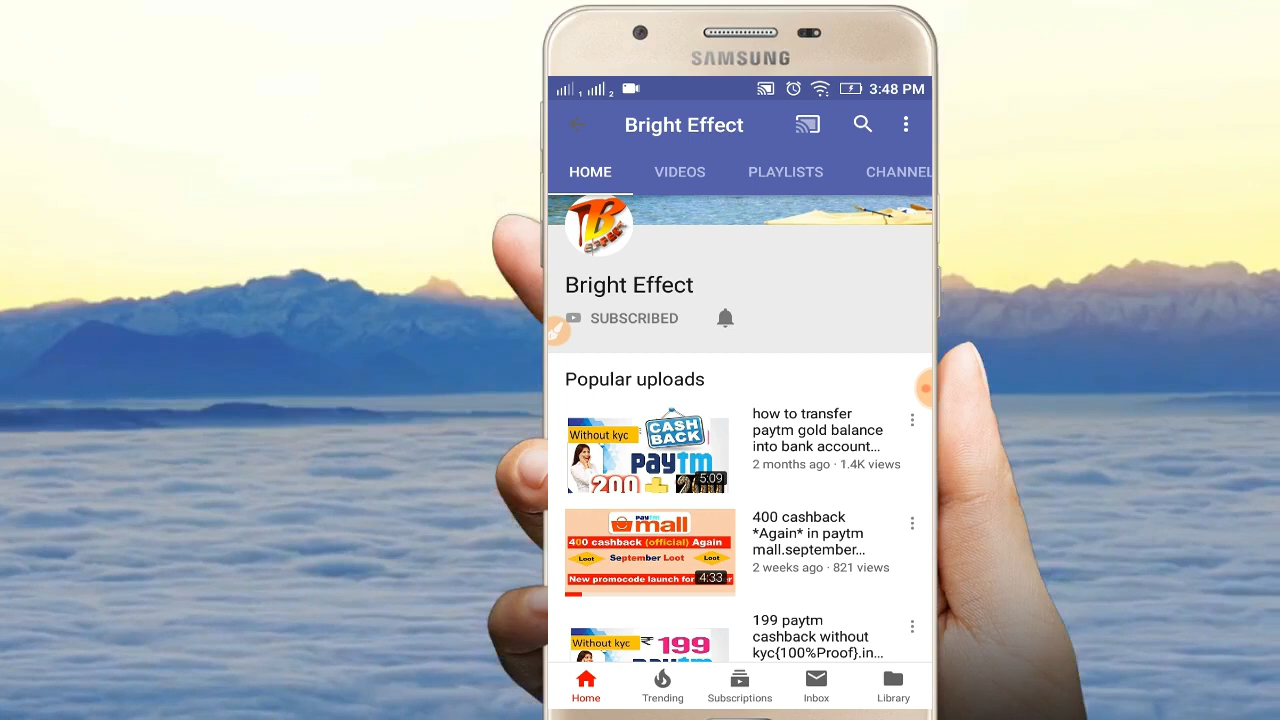 SAMSUNG
1 2 3:48 PM
Bright Effect
HOME VIDEOS PLAYLISTS CHANNEL
B
EFFECT
Bright Effect
SUBSCRIBED
Popular uploads
Without kyc
CASH
BACK
paytm
200 +
5:09
how to transfer
paytm gold balance
into bank account...
2 months ago · 1.4K views
paytm
mall
400 cashback (official) Again
Loot September Loot Loot
New promocode launch for
4:33
400 cashback
*Again* in paytm
mall.september...
2 weeks ago · 821 views
Without kyc
₹ 199
199 paytm
cashback without
kyc{100%Proof}.in...
Home Trending Subscriptions Inbox Library